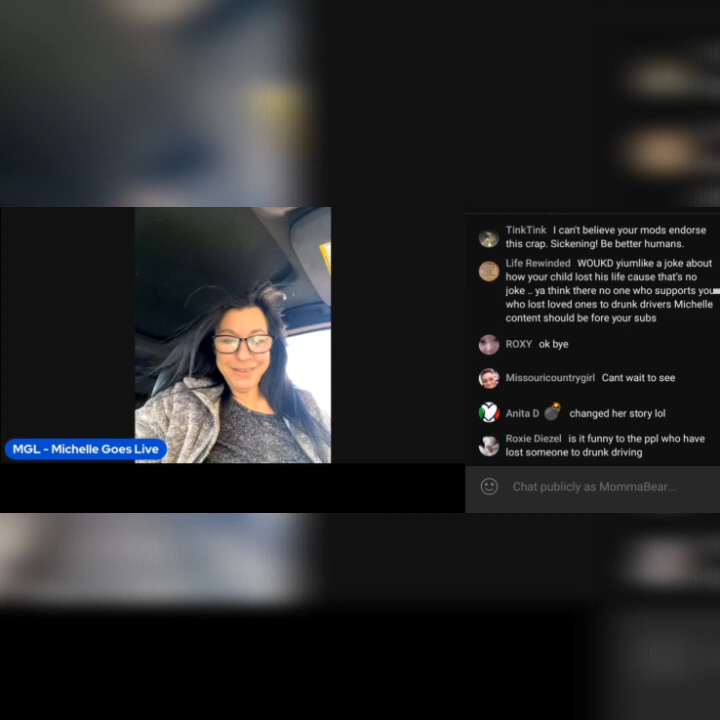 TinkTink I can't believe your mods endorse
this crap. Sickening! Be better humans.
Life Rewinded WOUKD yiumlike a joke about
how your child lost his life cause that's no
joke .. ya think there no one who supports you
who lost loved ones to drunk drivers Michelle
content should be fore your subs
ROXY ok bye
Missouricountrygirl Cant wait to see
Anita D 💣 changed her story lol
Roxie Diezel is it funny to the ppl who have
lost someone to drunk driving
MGL - Michelle Goes Live
Chat publicly as MommaBear...